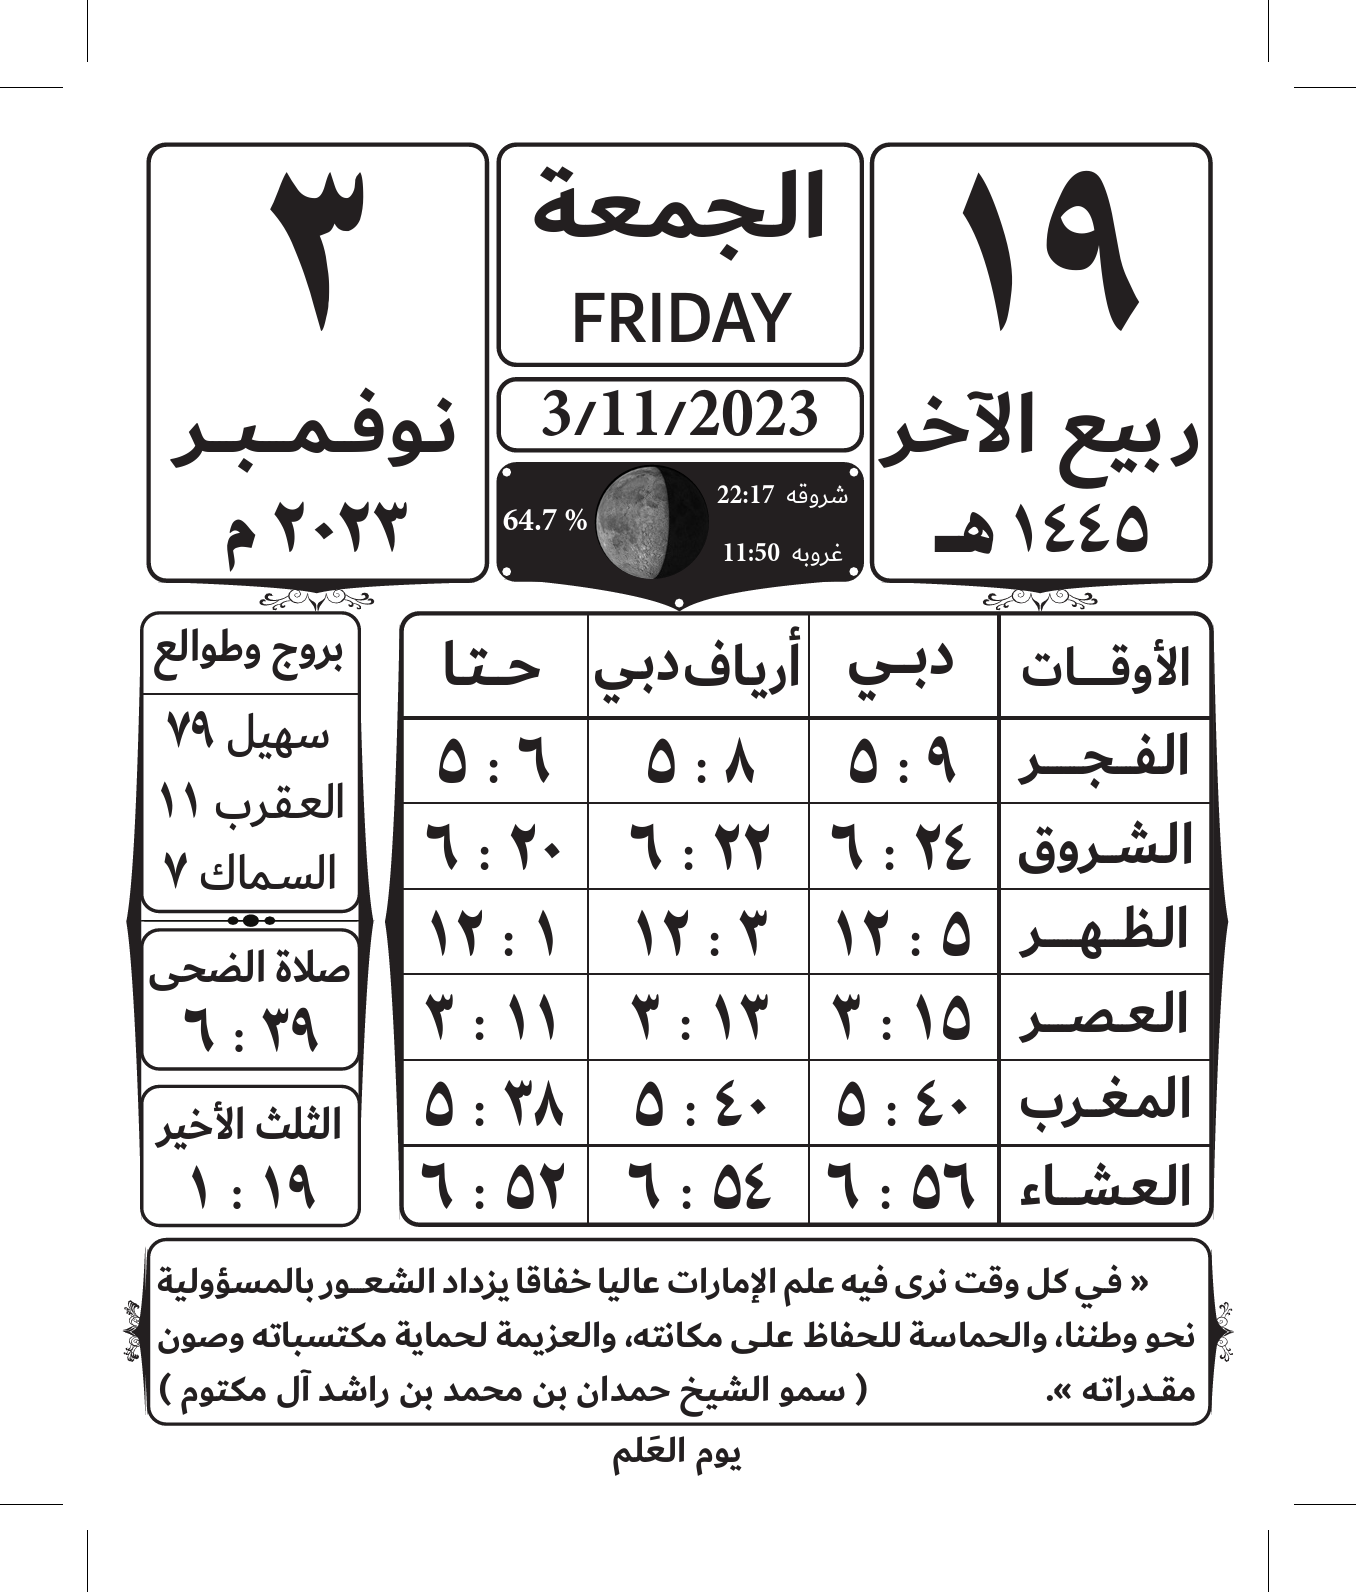 ١٩
ربيع الآخر
١٤٤٥ هـ
الجمعة
FRIDAY
3/11/2023
شروقه 22:17
غروبه 11:50
64.7 %
٣
نوفمبر
٢٠٢٣ م
الأوقات دبي أرياف دبي حتا
الفجر ٥ : ٩ ٥ : ٨ ٥ : ٦
الشروق ٦ : ٢٤ ٦ : ٢٢ ٦ : ٢٠
الظهر ١٢ : ٥ ١٢ : ٣ ١٢ : ١
العصر ٣ : ١٥ ٣ : ١٣ ٣ : ١١
المغرب ٥ : ٤٠ ٥ : ٤٠ ٥ : ٣٨
العشاء ٦ : ٥٦ ٦ : ٥٤ ٦ : ٥٢
بروج وطوالع
سهيل ٧٩
العقرب ١١
السماك ٧
صلاة الضحى
٦ : ٣٩
الثلث الأخير
١ : ١٩
« في كل وقت نرى فيه علم الإمارات عاليا خفاقا يزداد الشعور بالمسؤولية
نحو وطننا، والحماسة للحفاظ على مكانته، والعزيمة لحماية مكتسباته وصون
مقدراته ». ( سمو الشيخ حمدان بن محمد بن راشد آل مكتوم )
يوم العَلم